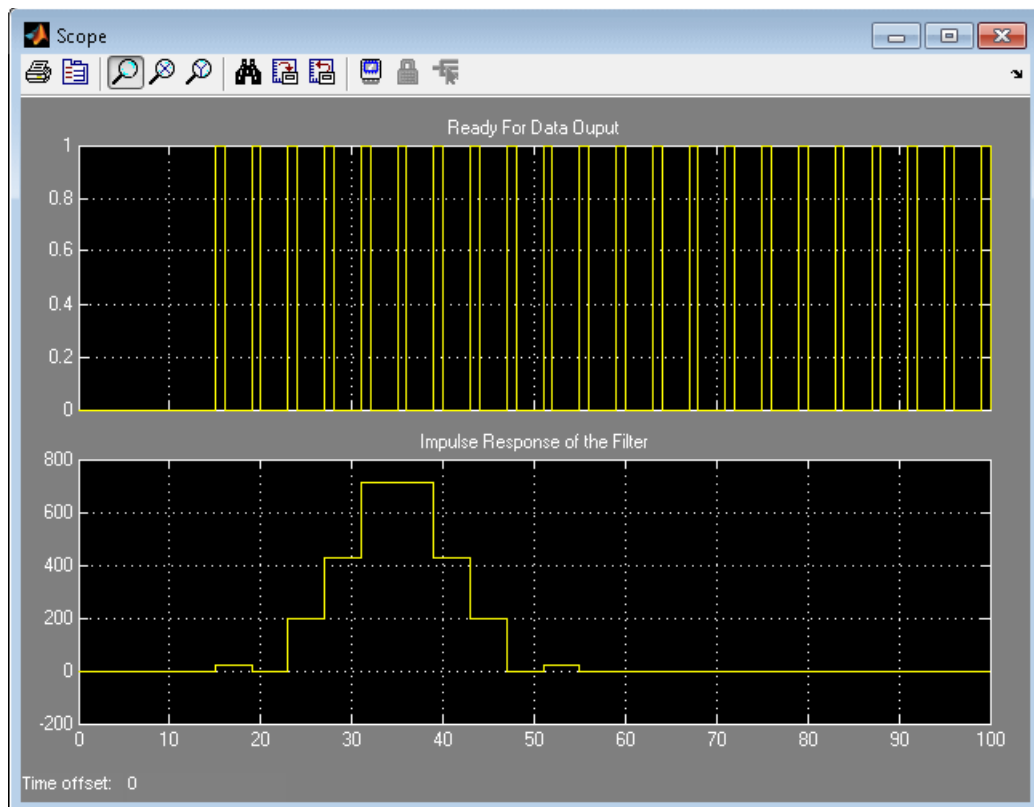 Scope
Ready For Data Ouput
1
0.8
0.6
0.4
0.2
0
Impulse Response of the Filter
800
600
400
200
0
-200
0 10 20 30 40 50 60 70 80 90 100
Time offset: 0